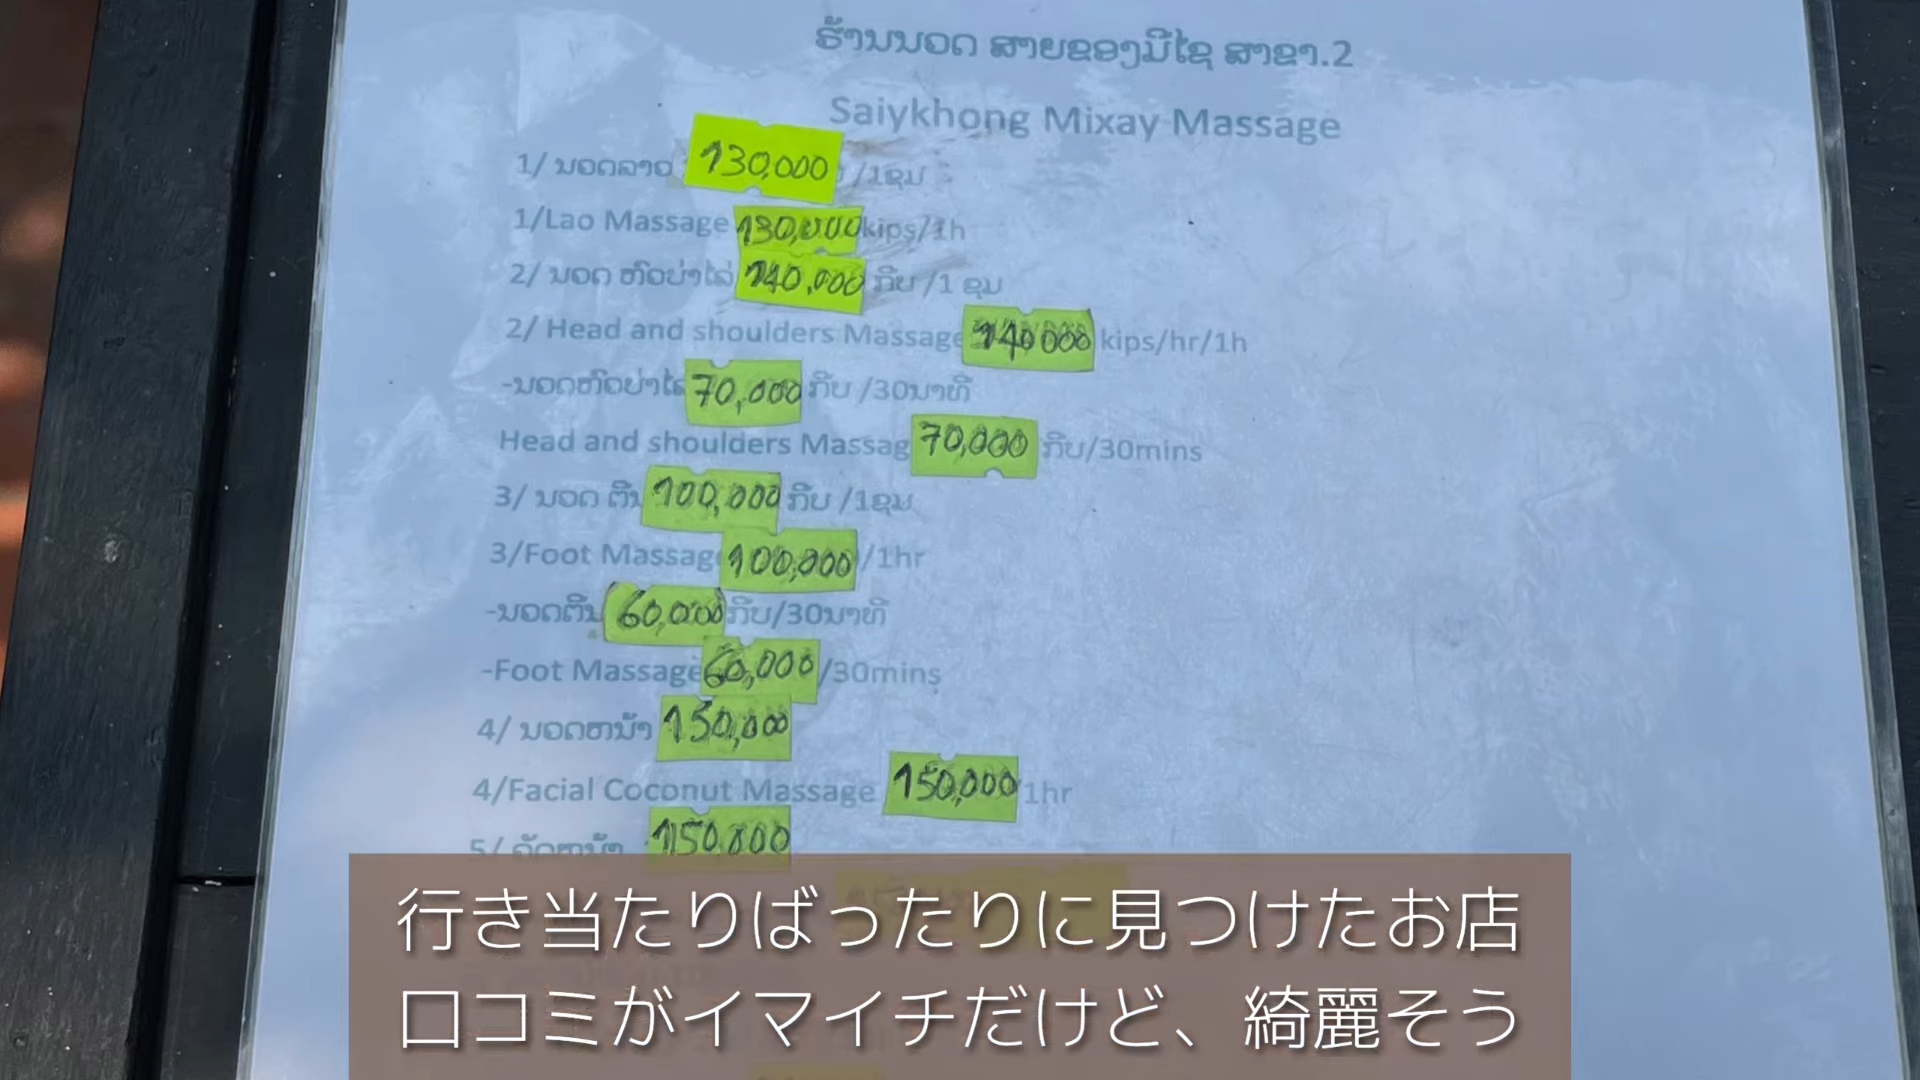 ຮ້ານນວດ ສາຍຂອງມີໄຊ ສາຂາ.2
Saiykhong Mixay Massage
1/ ນວດລາວ 130,000 /1ຊມ
1/Lao Massage 130,000 kips/1h
2/ ນວດ ຫົວບ່າໄລ່ 140,000 ກີບ /1 ຊມ
2/ Head and shoulders Massage 140000 kips/hr/1h
-ນວດຫົວບ່າໄລ່ 70,000 ກີບ /30ນາທີ
Head and shoulders Massag 70,000 ກີບ/30mins
3/ ນວດ ຕີນ 100,000 ກີບ /1ຊມ
3/Foot Massag 100,000 /1hr
-ນວດຕີນ 60,000 ກີບ/30ນາທີ
-Foot Massage 60,000 /30mins
4/ ນວດຫນ້າ 150,000
4/Facial Coconut Massage 150,000 1hr
5/ ຂັດຫນ້າ 150,000
行き当たりばったりに見つけたお店
口コミがイマイチだけど、綺麗そう